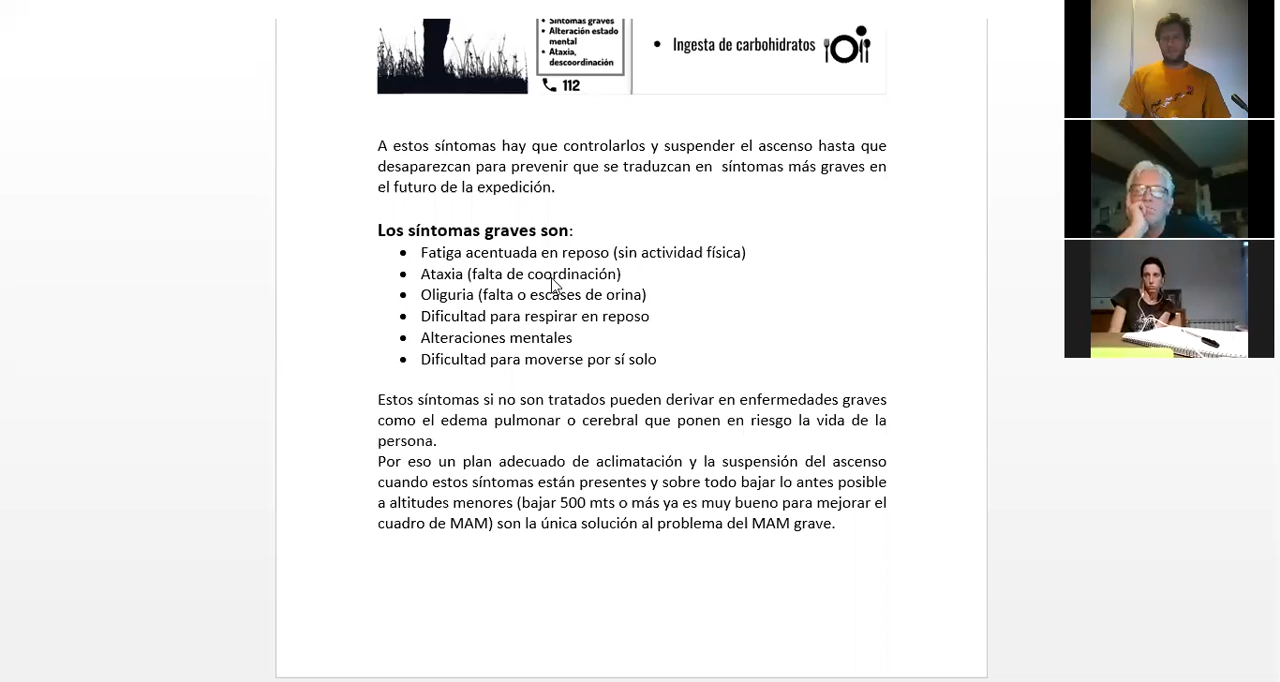 • Síntomas graves
• Alteración estado
mental
• Ataxia,
descoordinación
112
• Ingesta de carbohidratos
A estos síntomas hay que controlarlos y suspender el ascenso hasta que
desaparezcan para prevenir que se traduzcan en síntomas más graves en
el futuro de la expedición.
Los síntomas graves son:
• Fatiga acentuada en reposo (sin actividad física)
• Ataxia (falta de coordinación)
• Oliguria (falta o escases de orina)
• Dificultad para respirar en reposo
• Alteraciones mentales
• Dificultad para moverse por sí solo
Estos síntomas si no son tratados pueden derivar en enfermedades graves
como el edema pulmonar o cerebral que ponen en riesgo la vida de la
persona.
Por eso un plan adecuado de aclimatación y la suspensión del ascenso
cuando estos síntomas están presentes y sobre todo bajar lo antes posible
a altitudes menores (bajar 500 mts o más ya es muy bueno para mejorar el
cuadro de MAM) son la única solución al problema del MAM grave.